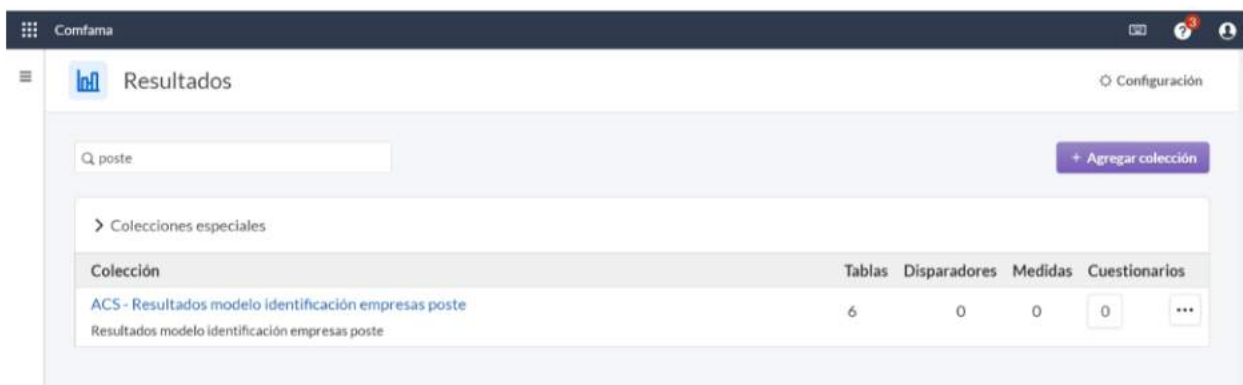 Comfama
3
Resultados
Configuración
poste
+ Agregar colección
Colecciones especiales
Colección Tablas Disparadores Medidas Cuestionarios
ACS - Resultados modelo identificación empresas poste 6 0 0 0 ...
Resultados modelo identificación empresas poste